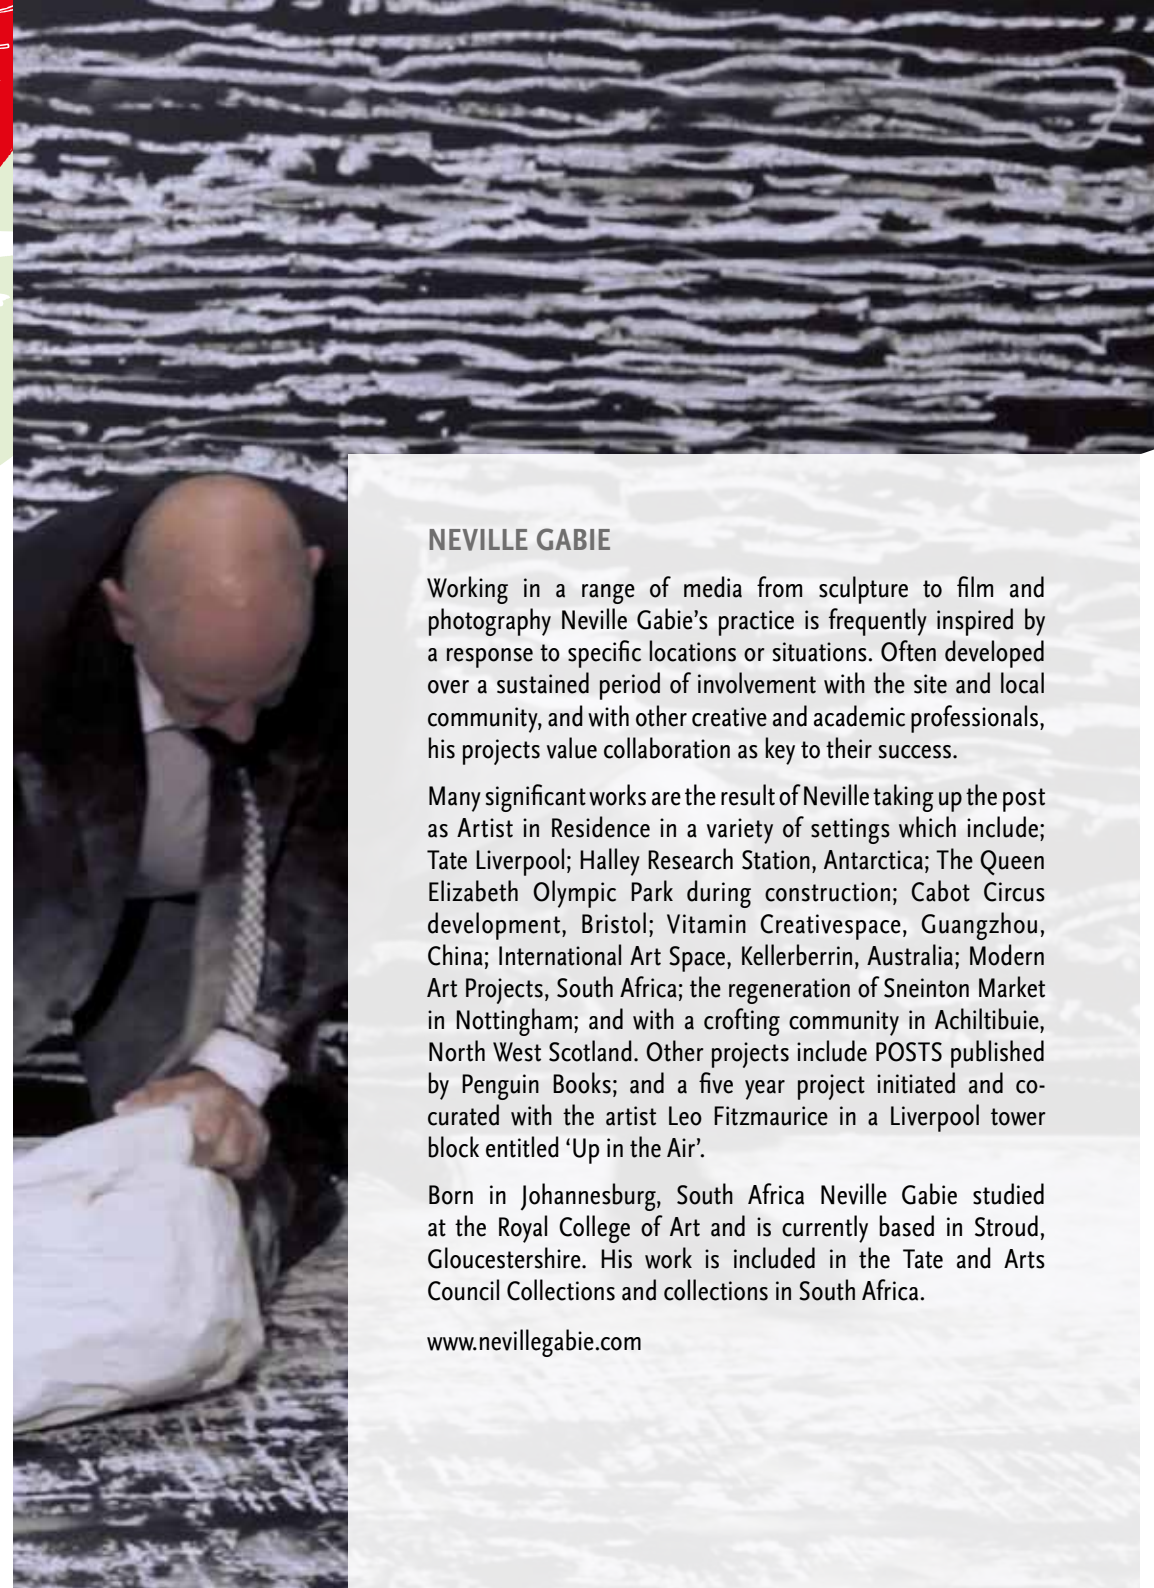 NEVILLE GABIE
Working in a range of media from sculpture to film and
photography Neville Gabie’s practice is frequently inspired by
a response to specific locations or situations. Often developed
over a sustained period of involvement with the site and local
community, and with other creative and academic professionals,
his projects value collaboration as key to their success.
Many significant works are the result of Neville taking up the post
as Artist in Residence in a variety of settings which include;
Tate Liverpool; Halley Research Station, Antarctica; The Queen
Elizabeth Olympic Park during construction; Cabot Circus
development, Bristol; Vitamin Creativespace, Guangzhou,
China; International Art Space, Kellerberrin, Australia; Modern
Art Projects, South Africa; the regeneration of Sneinton Market
in Nottingham; and with a crofting community in Achiltibuie,
North West Scotland. Other projects include POSTS published
by Penguin Books; and a five year project initiated and co-
curated with the artist Leo Fitzmaurice in a Liverpool tower
block entitled ‘Up in the Air’.
Born in Johannesburg, South Africa Neville Gabie studied
at the Royal College of Art and is currently based in Stroud,
Gloucestershire. His work is included in the Tate and Arts
Council Collections and collections in South Africa.
www.nevillegabie.com